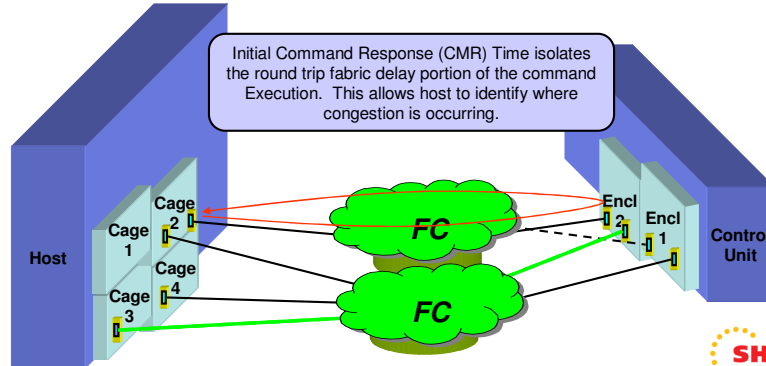 Initial Command Response (CMR) Time isolates
the round trip fabric delay portion of the command
Execution. This allows host to identify where
congestion is occurring.
Host
Cage
1
Cage
2
Cage
3
Cage
4
FC
FC
Encl
2
Encl
1
Contro
Unit
SH